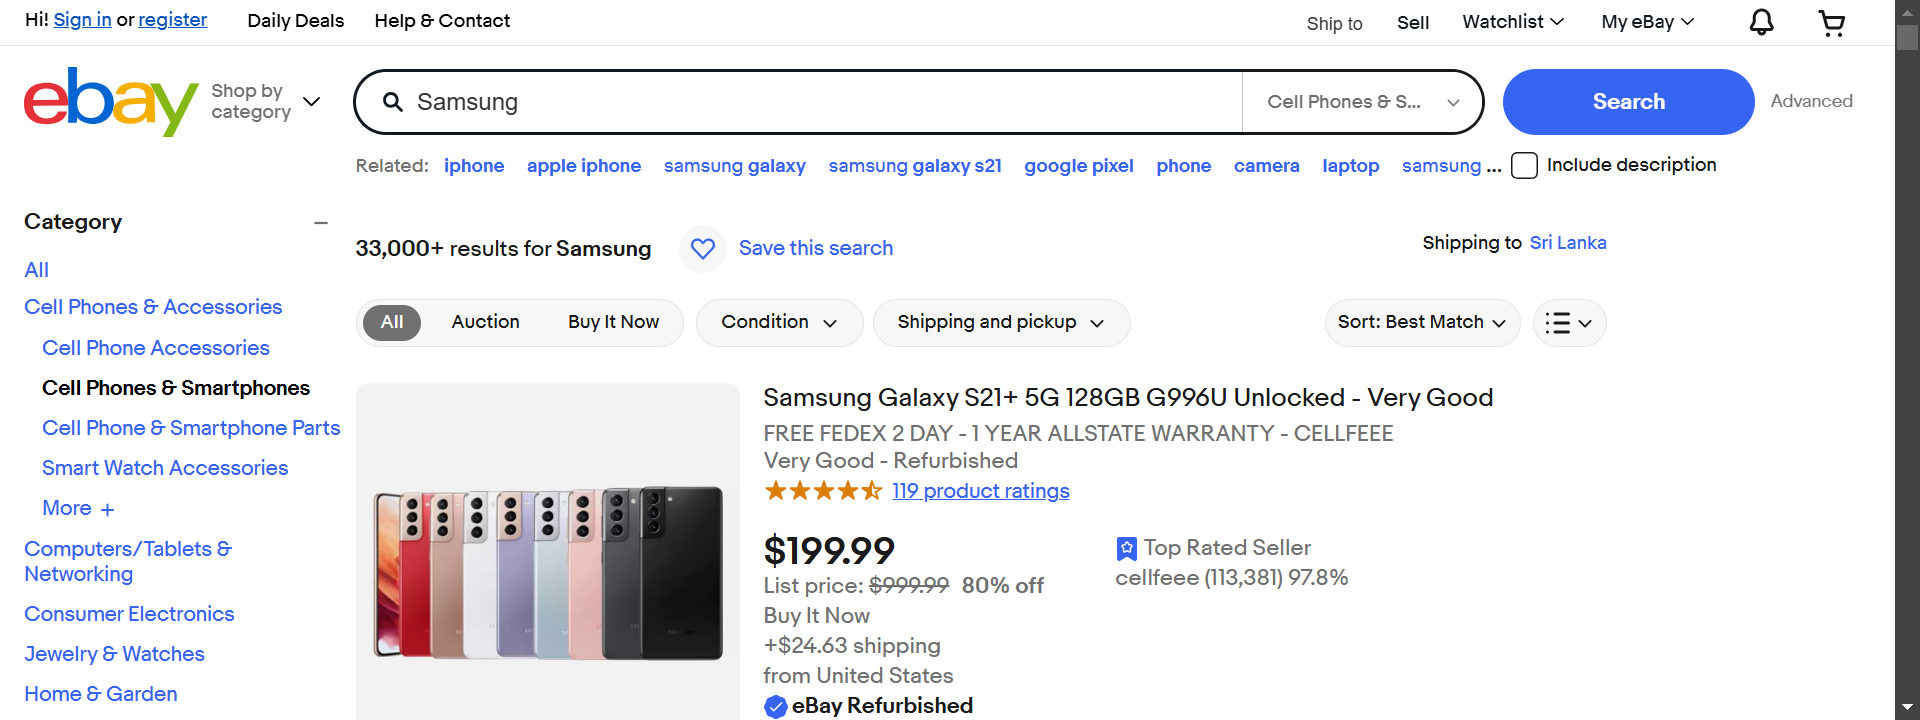 Hi! Sign in or register Daily Deals Help & Contact Ship to Sell Watchlist My eBay
ebay Shop by category Samsung Cell Phones & S... Search Advanced
Related: iphone apple iphone samsung galaxy samsung galaxy s21 google pixel phone camera laptop samsung ... Include description
Category
All
Cell Phones & Accessories
Cell Phone Accessories
Cell Phones & Smartphones
Cell Phone & Smartphone Parts
Smart Watch Accessories
More +
Computers/Tablets &
Networking
Consumer Electronics
Jewelry & Watches
Home & Garden
33,000+ results for Samsung Save this search Shipping to Sri Lanka
All Auction Buy It Now Condition Shipping and pickup Sort: Best Match
Samsung Galaxy S21+ 5G 128GB G996U Unlocked - Very Good
FREE FEDEX 2 DAY - 1 YEAR ALLSTATE WARRANTY - CELLFEEE
Very Good - Refurbished
119 product ratings
$199.99
List price: $999.99 80% off
Buy It Now
+$24.63 shipping
from United States
eBay Refurbished
Top Rated Seller
cellfeee (113,381) 97.8%